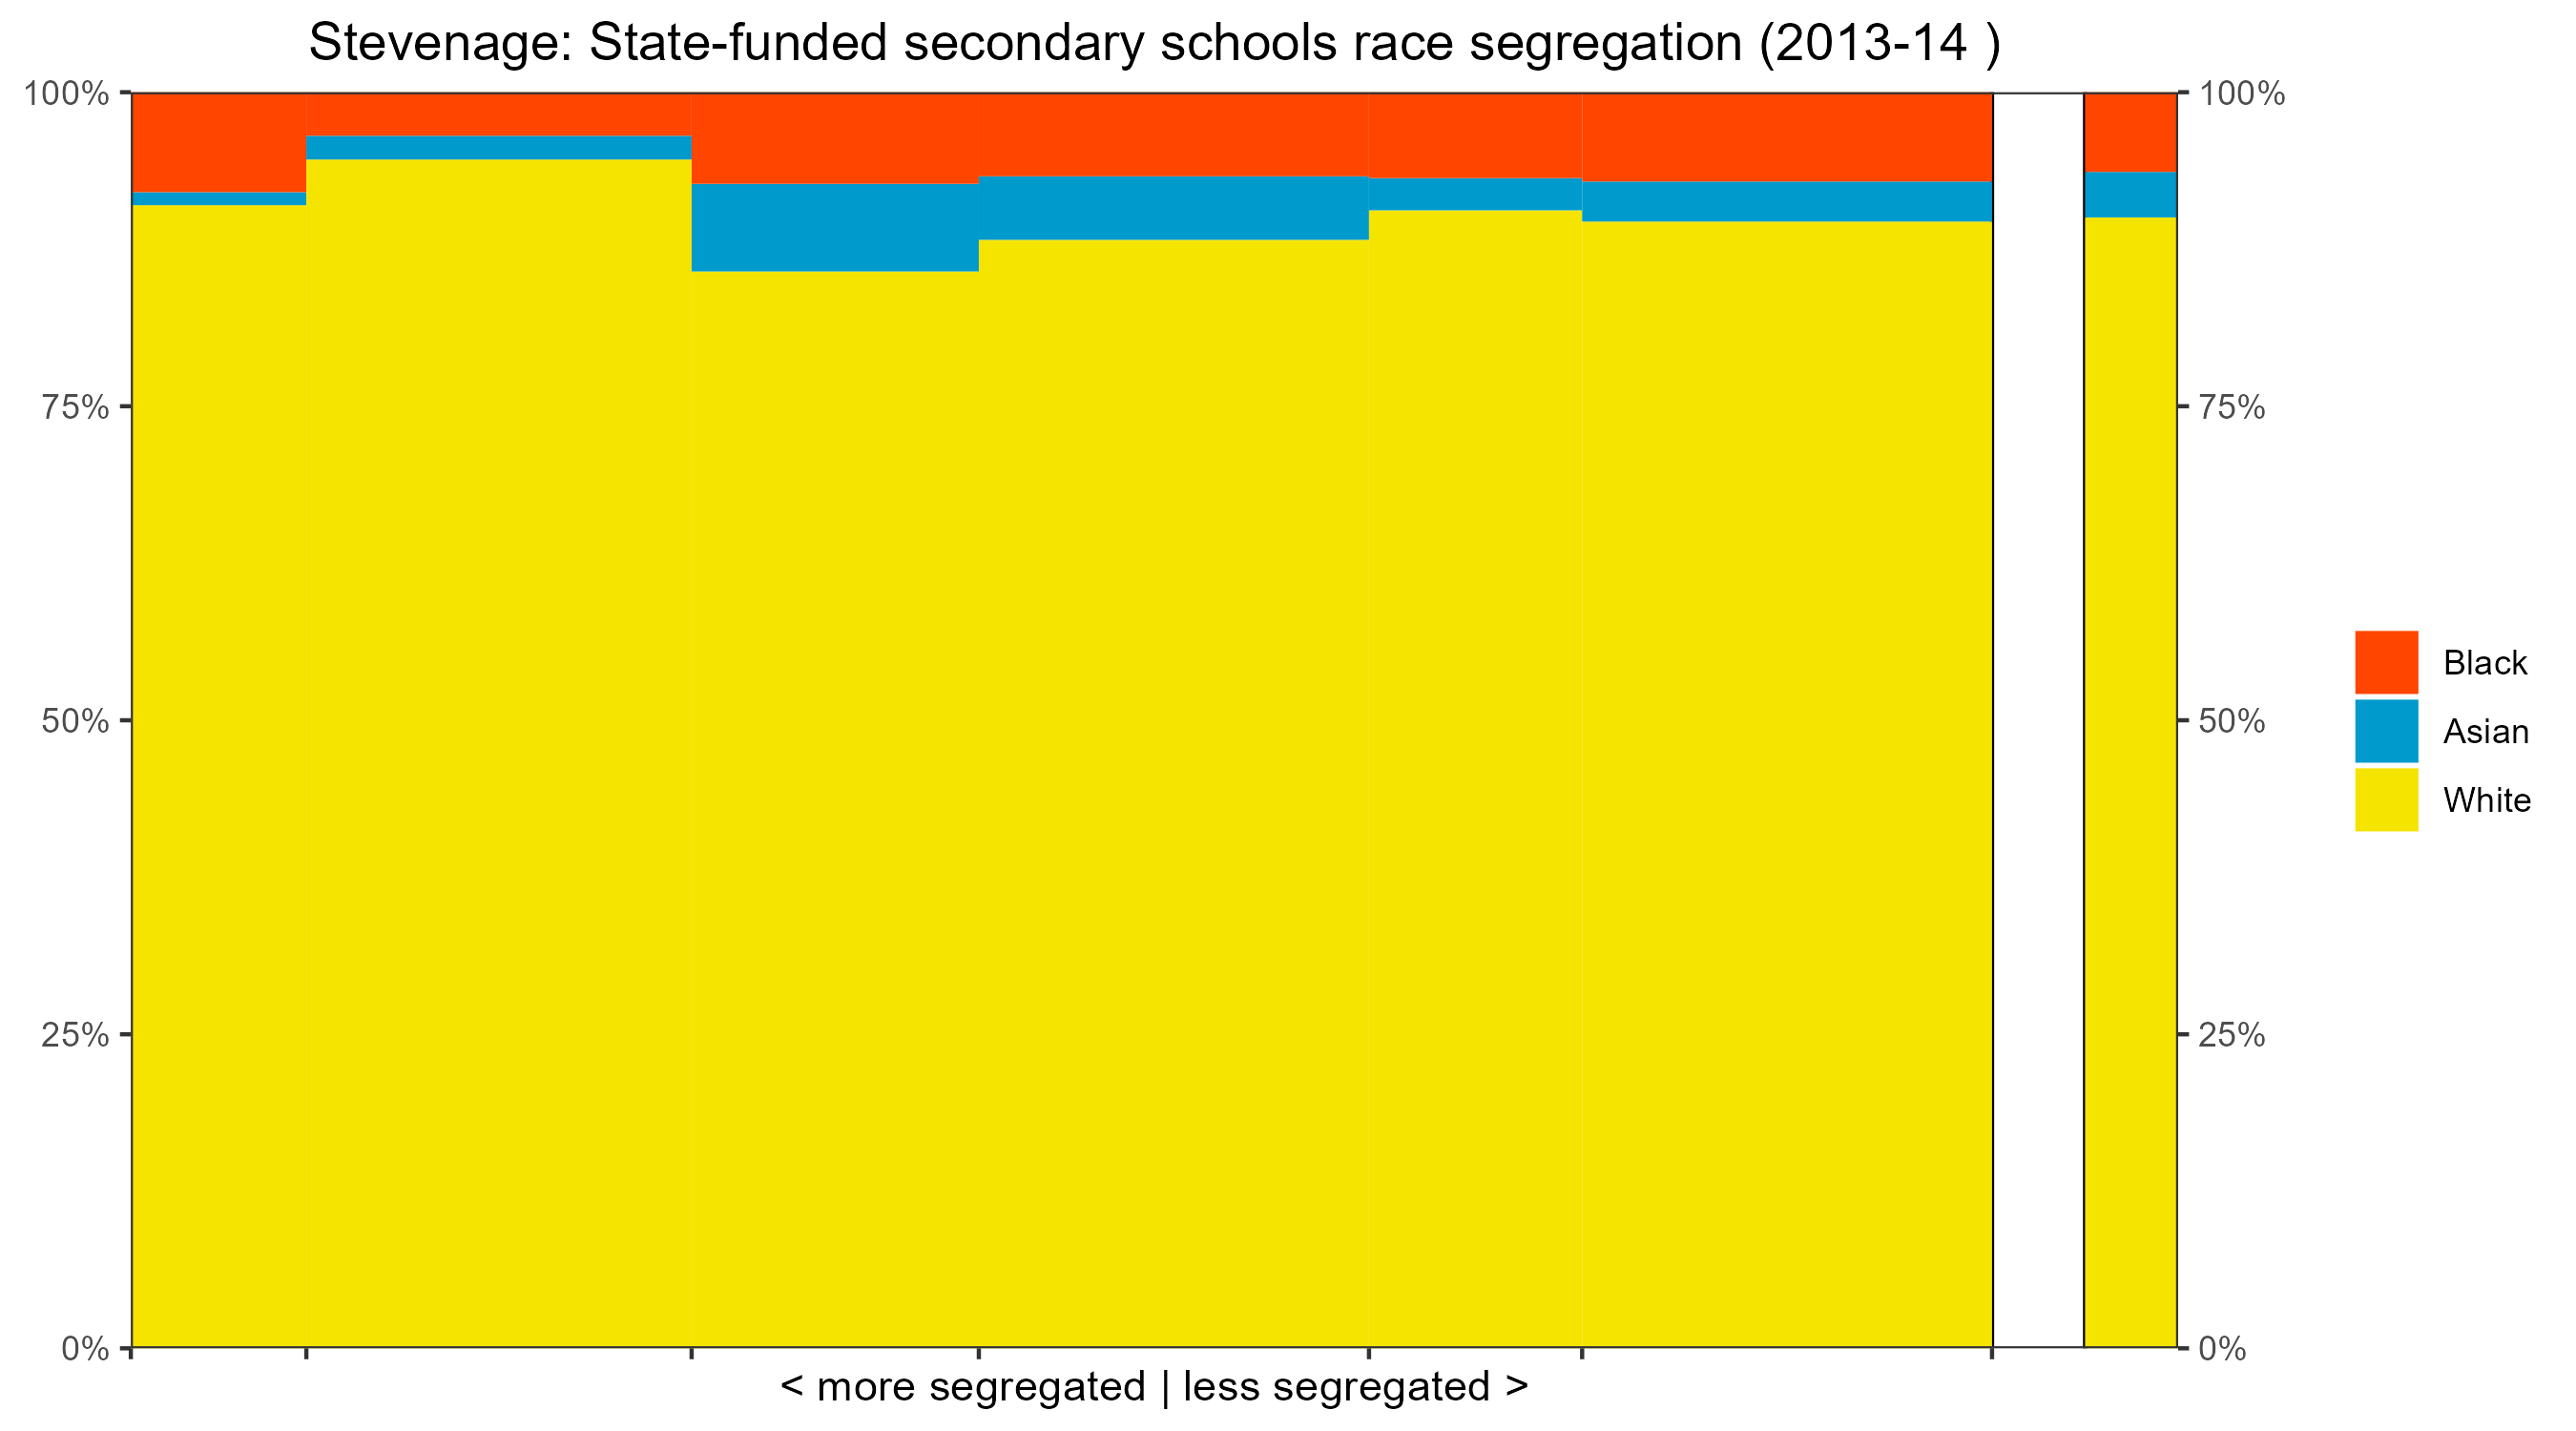 Stevenage: State-funded secondary schools race segregation (2013-14 )
100%
100%
75%
75%
50%
50%
25%
25%
0%
0%
Black
Asian
White
< more segregated | less segregated >